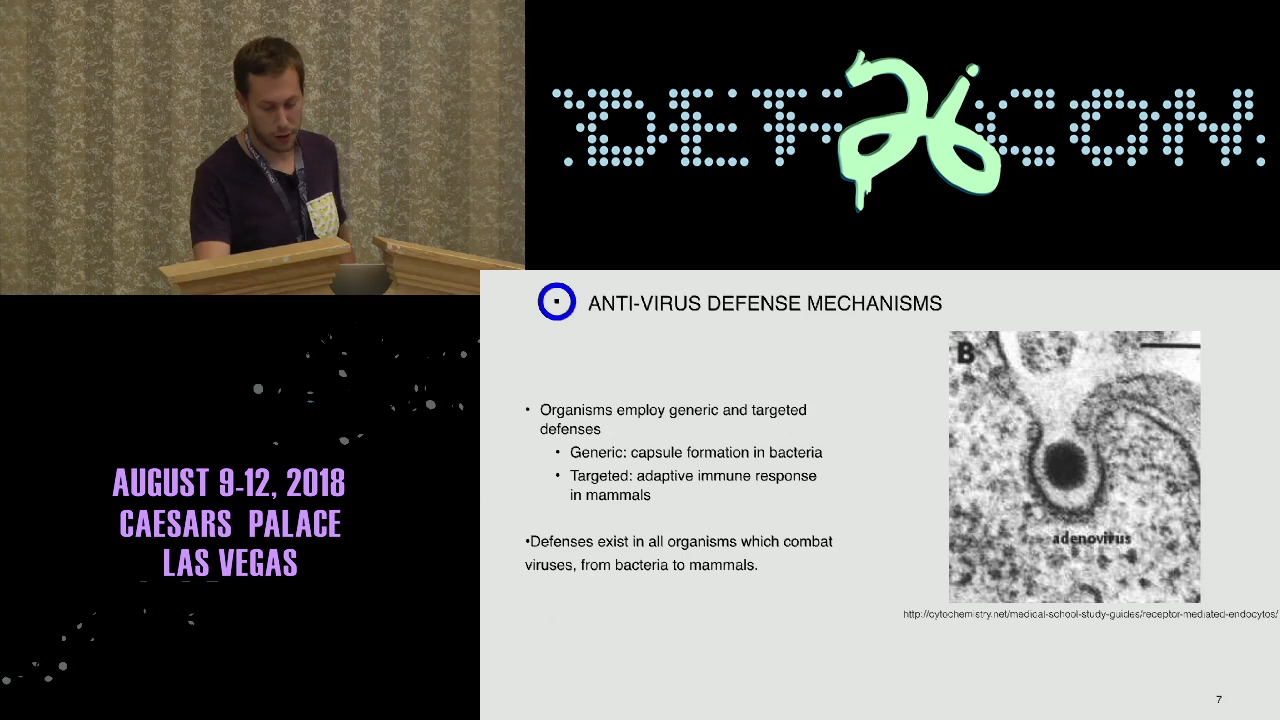 DEF 26 CON
ANTI-VIRUS DEFENSE MECHANISMS
B
• Organisms employ generic and targeted
defenses
• Generic: capsule formation in bacteria
• Targeted: adaptive immune response
in mammals
•Defenses exist in all organisms which combat
viruses, from bacteria to mammals.
adenovirus
http://cytochemistry.net/medical-school-study-guides/receptor-mediated-endocytos/
7
AUGUST 9-12, 2018
CAESARS PALACE
LAS VEGAS